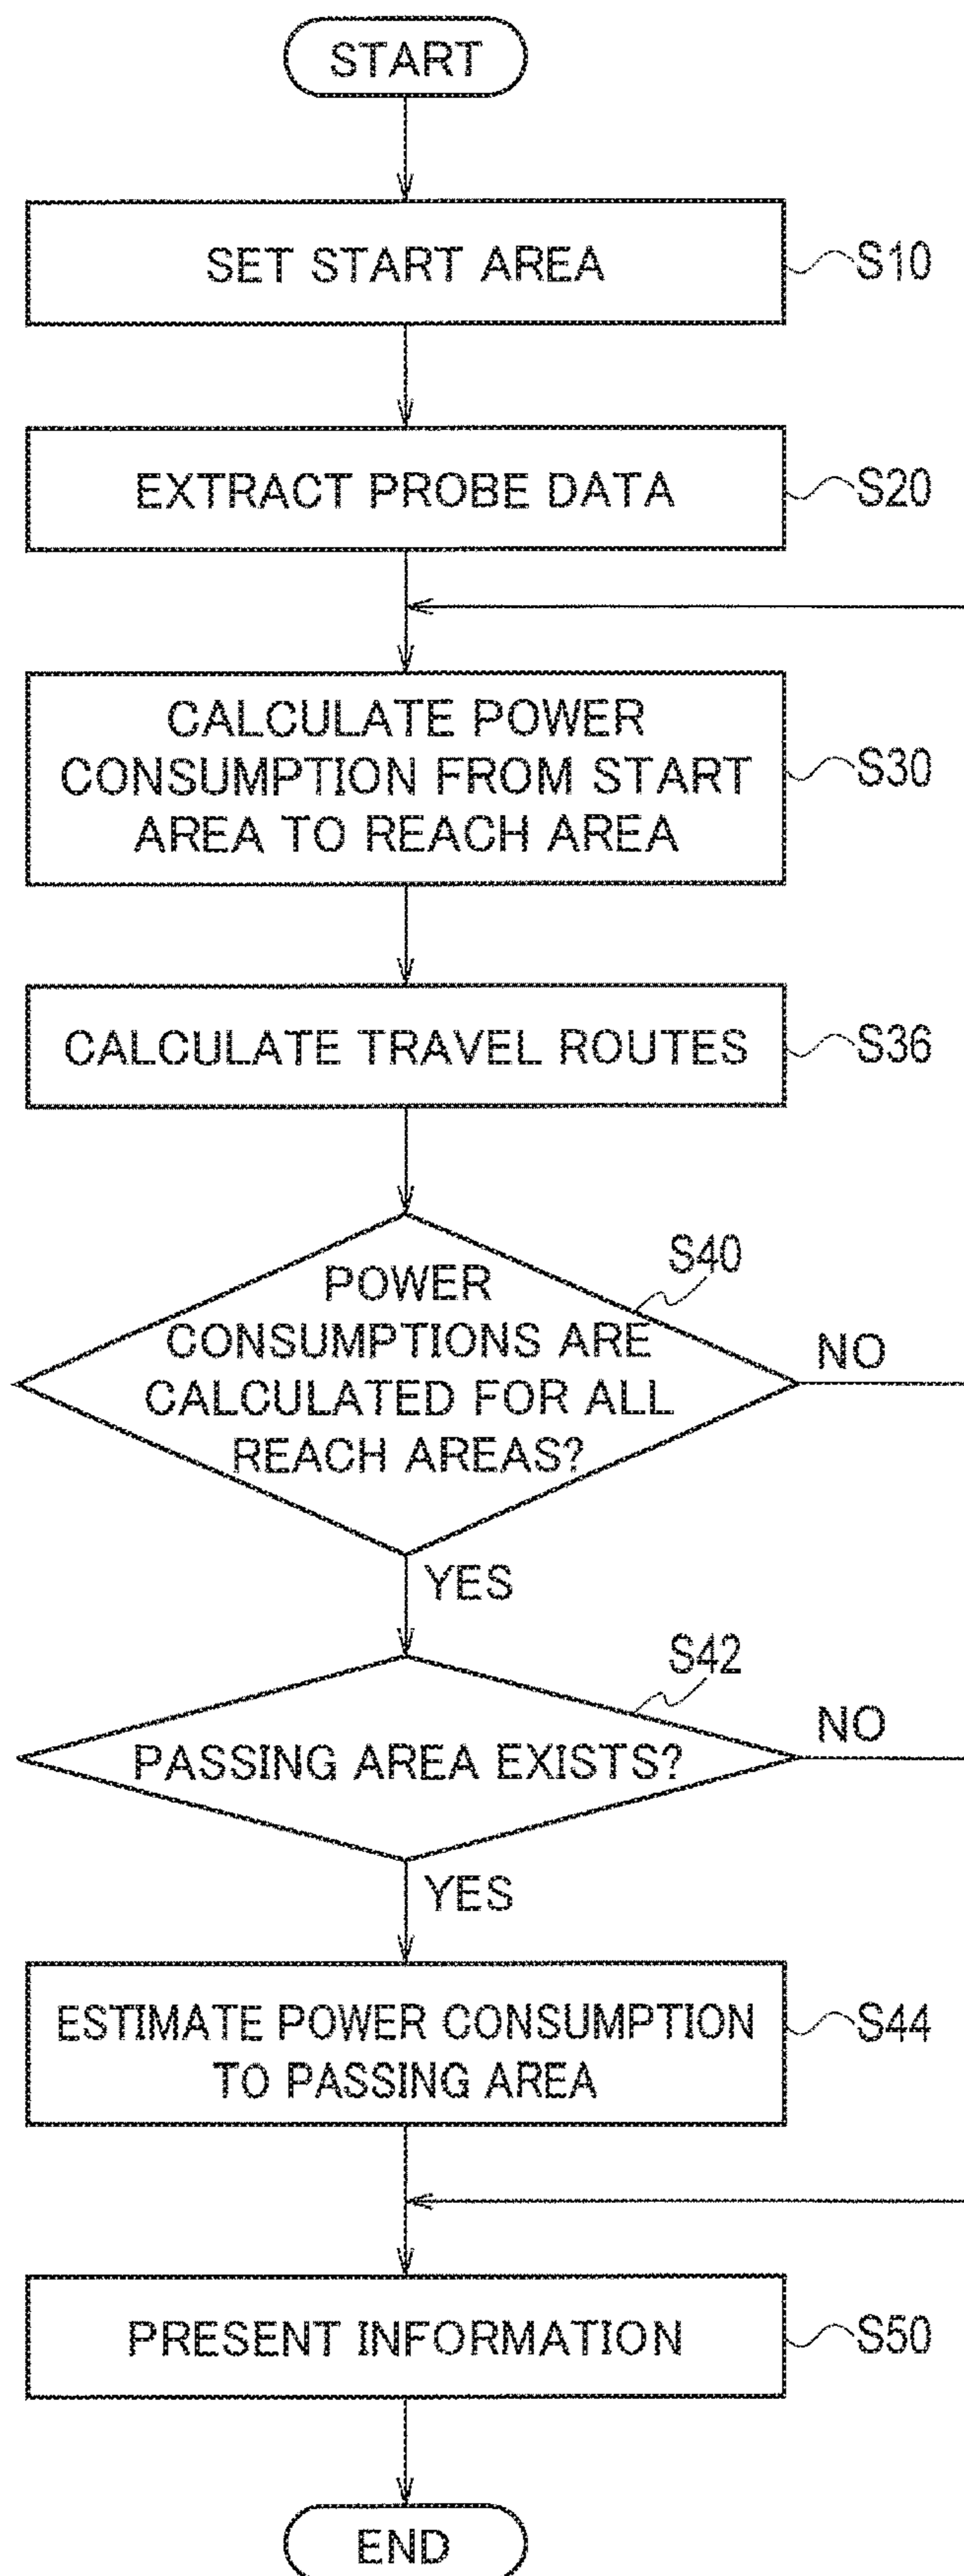 START
SET START AREA
S10
EXTRACT PROBE DATA
S20
CALCULATE POWER
CONSUMPTION FROM START
AREA TO REACH AREA
S30
CALCULATE TRAVEL ROUTES
S36
S40
POWER
CONSUMPTIONS ARE
CALCULATED FOR ALL
REACH AREAS?
NO
YES
S42
PASSING AREA EXISTS?
NO
YES
ESTIMATE POWER CONSUMPTION
TO PASSING AREA
S44
PRESENT INFORMATION
S50
END